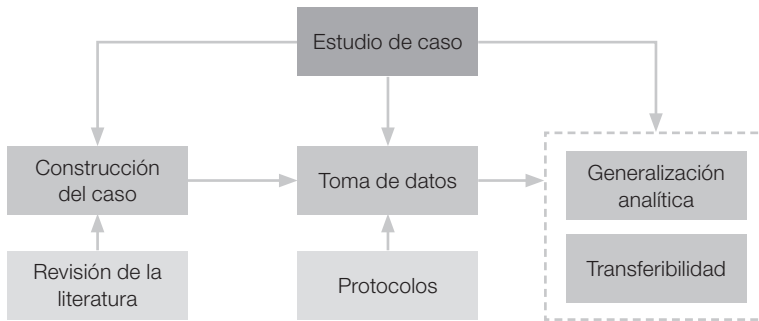 Estudio de caso
Construcción
del caso
Toma de datos
Generalización
analítica
Revisión de la
literatura
Protocolos
Transferibilidad